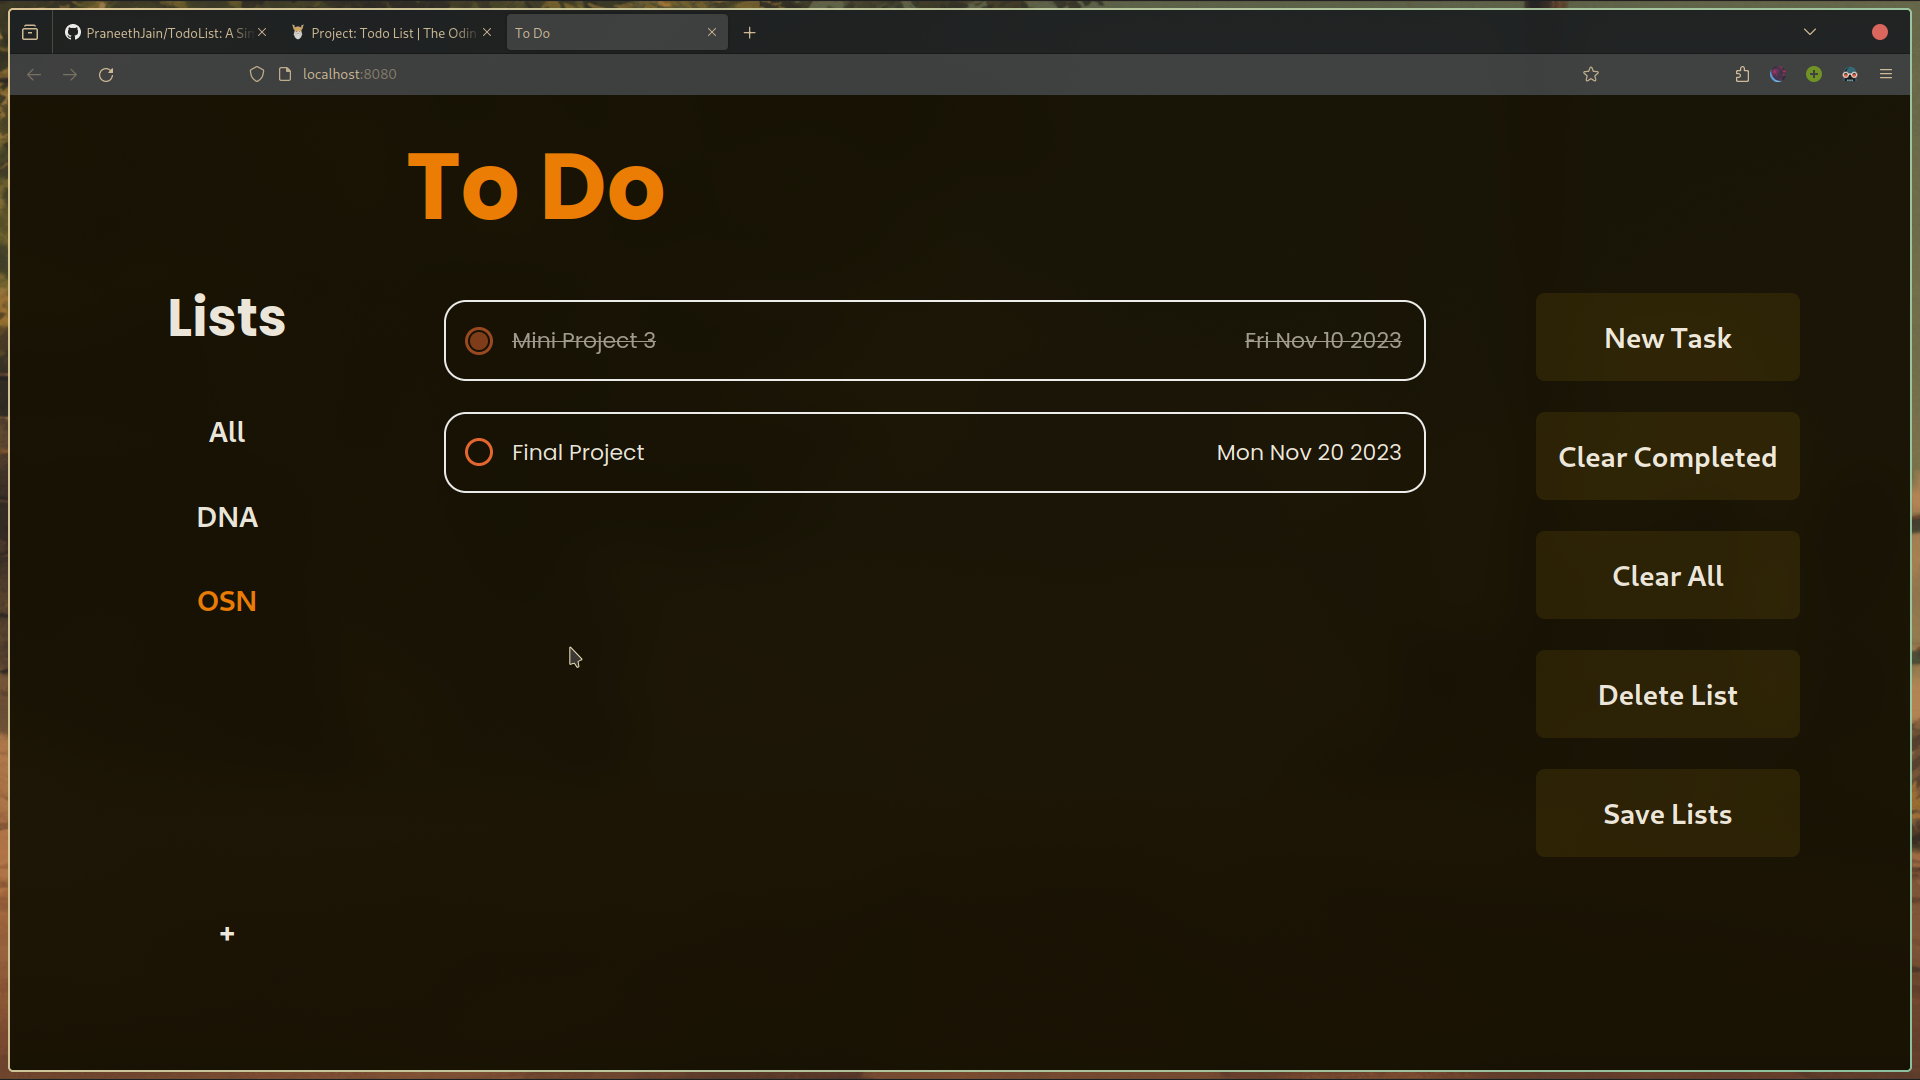 PraneethJain/TodoList: A Sin
Project: Todo List | The Odin
To Do
localhost:8080
To Do
Lists
All
DNA
OSN
+
Mini Project 3
Fri Nov 10 2023
Final Project
Mon Nov 20 2023
New Task
Clear Completed
Clear All
Delete List
Save Lists